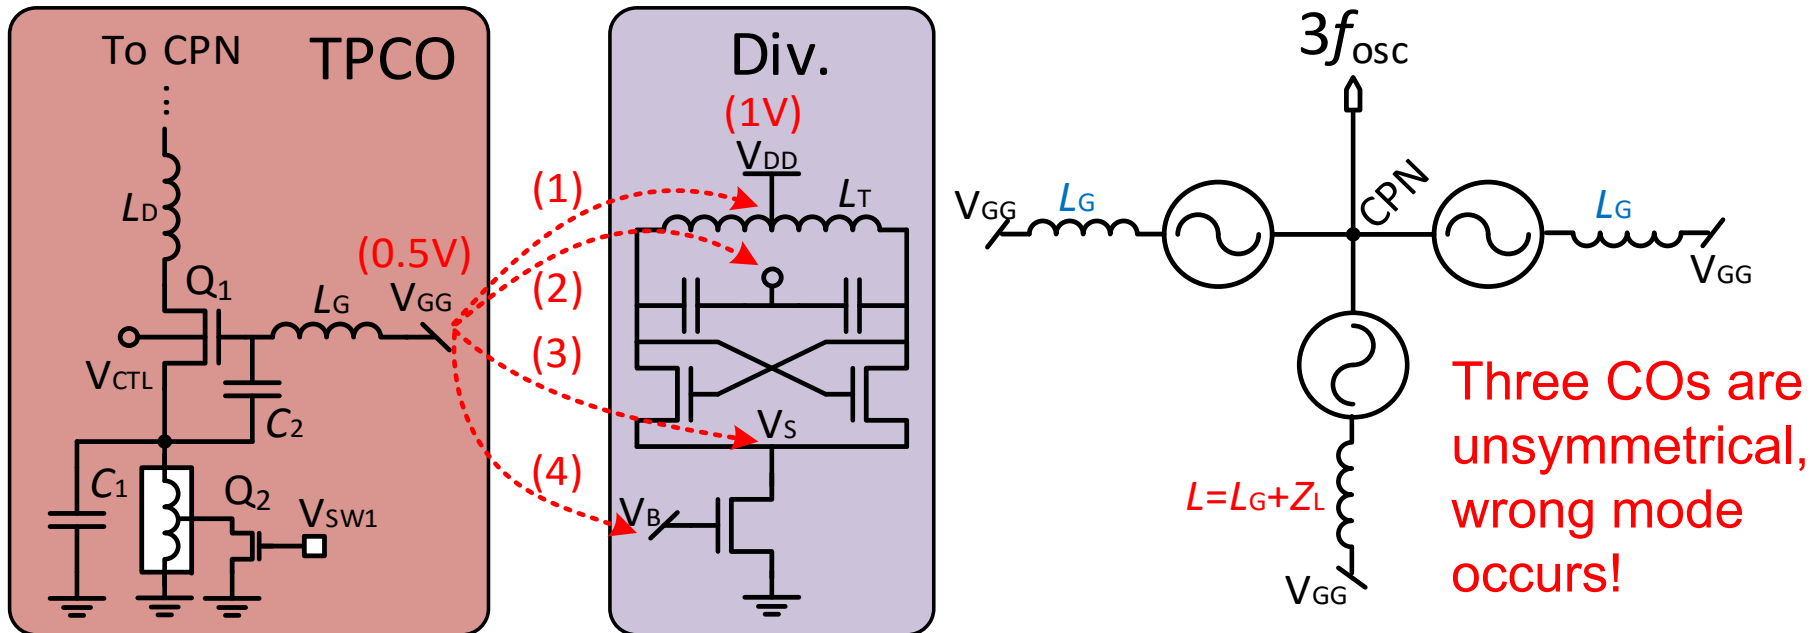 To CPN
TPCO
LD
Q1
(0.5V)
LG
VGG
VCTL
C2
C1
Q2
VSW1
(1)
(2)
(3)
(4)
Div.
(1V)
VDD
LT
VS
VB
3fosc
CPN
VGG
LG
LG
VGG
L=LG+ZL
VGG
Three COs are
unsymmetrical,
wrong mode
occurs!